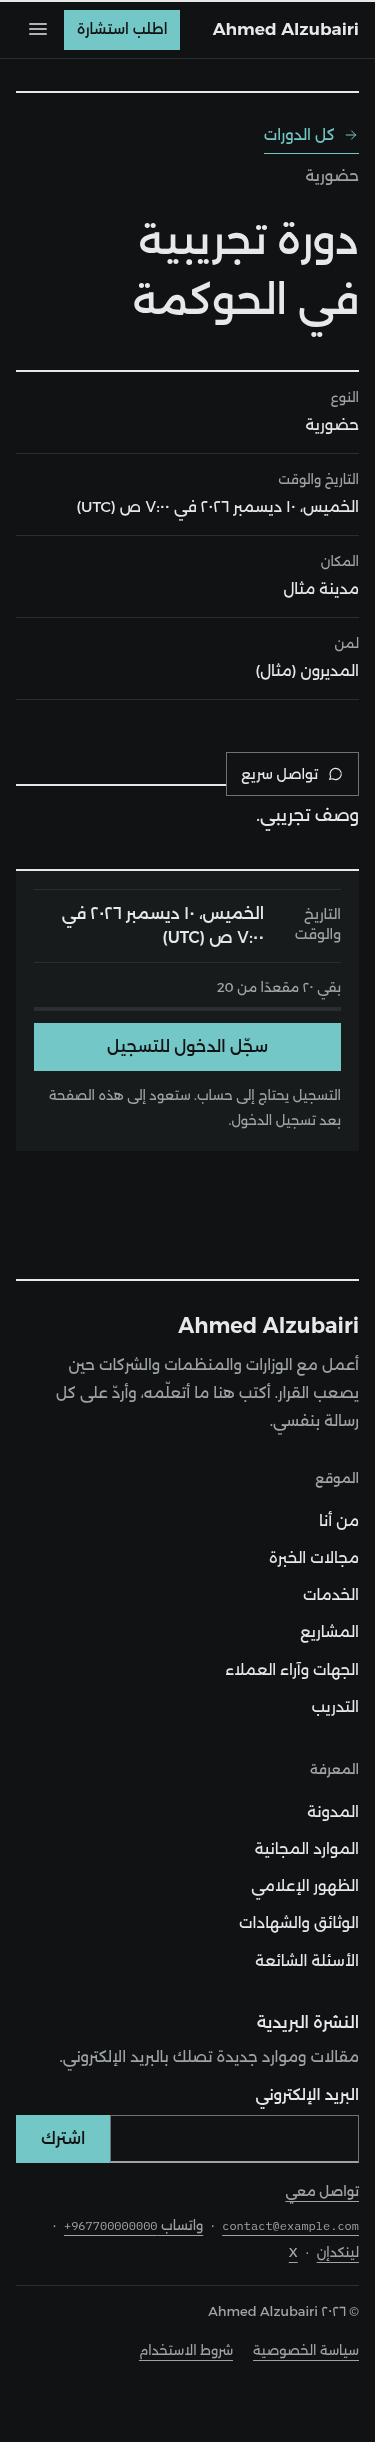 Ahmed Alzubairi
اطلب استشارة
→ كل الدورات
حضورية
دورة تجريبية
في الحوكمة
النوع
حضورية
التاريخ والوقت
الخميس، ١٠ ديسمبر ٢٠٢٦ في ٧:٠٠ ص (UTC)
المكان
مدينة مثال
لمن
المديرون (مثال)
تواصل سريع
وصف تجريبي.
التاريخ
والوقت
الخميس، ١٠ ديسمبر ٢٠٢٦ في
٧:٠٠ ص (UTC)
بقي ٢٠ مقعدًا من 20
سجّل الدخول للتسجيل
التسجيل يحتاج إلى حساب. ستعود إلى هذه الصفحة
بعد تسجيل الدخول.
Ahmed Alzubairi
أعمل مع الوزارات والمنظمات والشركات حين
يصعب القرار. أكتب هنا ما أتعلّمه، وأردّ على كل
رسالة بنفسي.
الموقع
من أنا
مجالات الخبرة
الخدمات
المشاريع
الجهات وآراء العملاء
التدريب
المعرفة
المدونة
الموارد المجانية
الظهور الإعلامي
الوثائق والشهادات
الأسئلة الشائعة
النشرة البريدية
مقالات وموارد جديدة تصلك بالبريد الإلكتروني.
البريد الإلكتروني
اشترك
تواصل معي
contact@example.com · واتساب +967700000000 ·
لينكدإن · X
© ٢٠٢٦ Ahmed Alzubairi
سياسة الخصوصية شروط الاستخدام